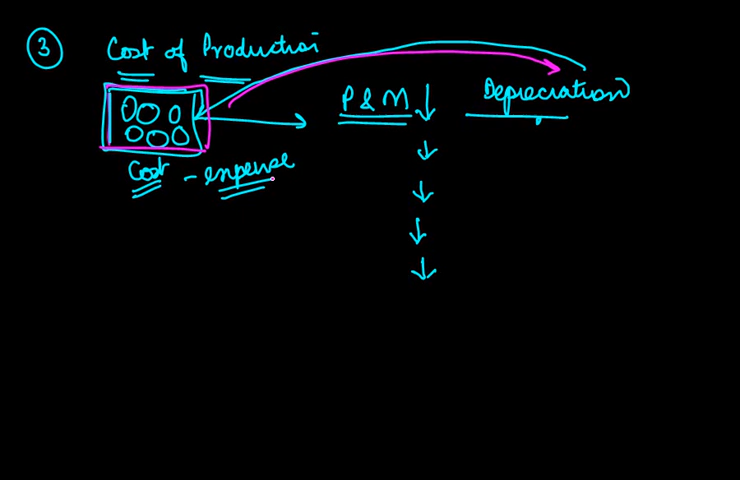 3 Cost of Production
P & M Depreciation
Cost - expense